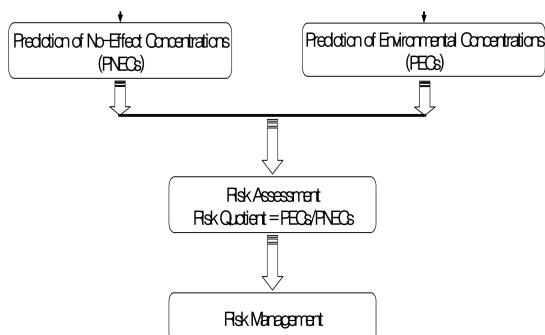 Prediction of No-Effect Concentrations
(PNECs)
Prediction of Environmental Concentrations
(PECs)
Risk Assessment
Risk Quotient = PECs/PNECs
Risk Management